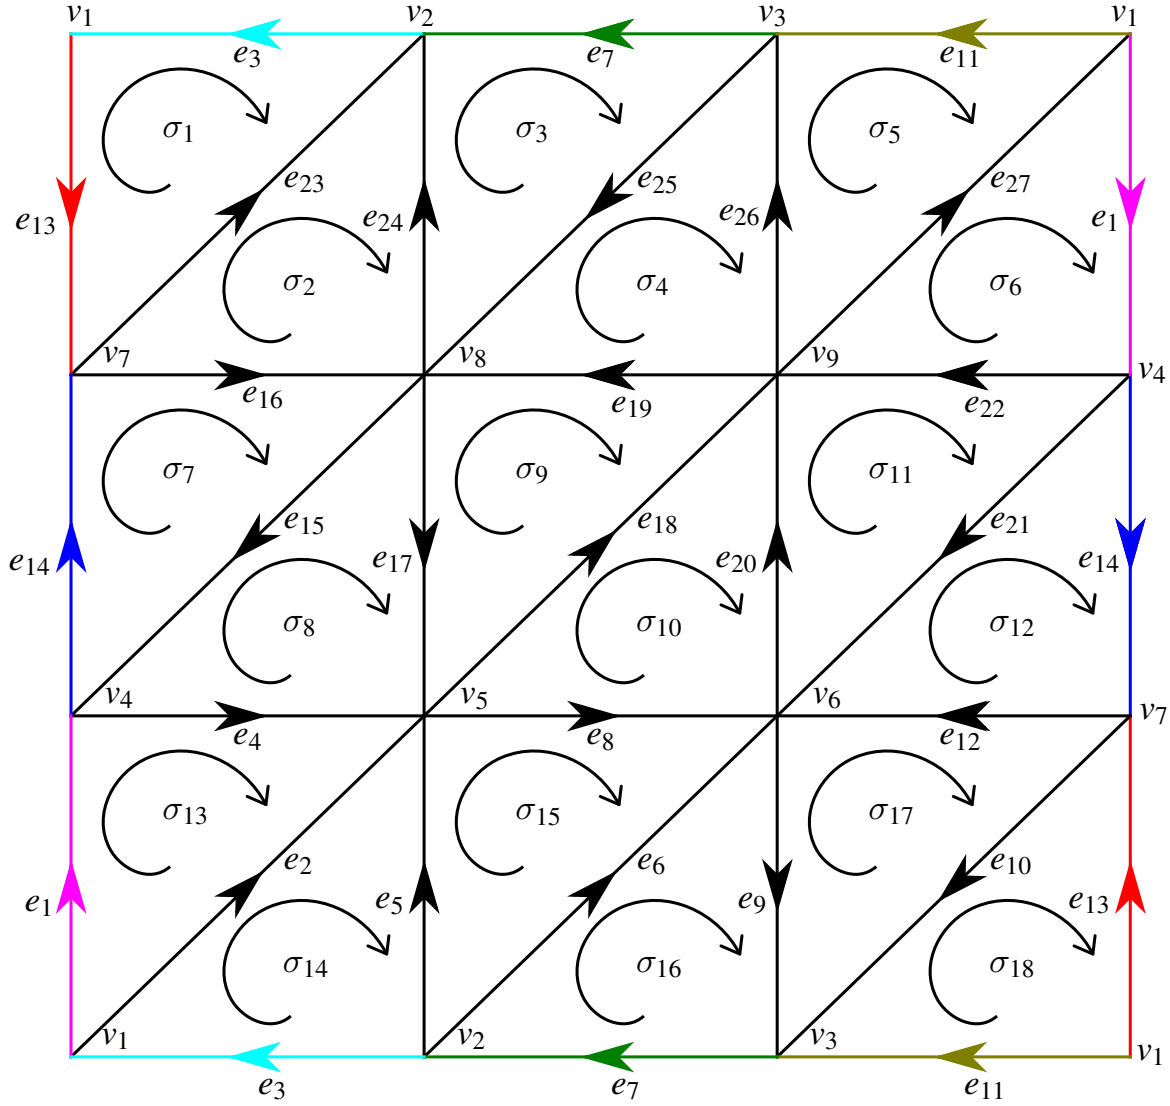 v1 v2 v3 v1
e3 e7 e11
σ1 σ3 σ5
e23 e25 e27
e13 e24 e26 e1
σ2 σ4 σ6
v7 v8 v9 v4
e16 e19 e22
σ7 σ9 σ11
e15 e18 e21
e14 e17 e20 e14
σ8 σ10 σ12
v4 v5 v6 v7
e4 e8 e12
σ13 σ15 σ17
e2 e6 e10
e1 e5 e9 e13
σ14 σ16 σ18
v1 v2 v3 v1
e3 e7 e11